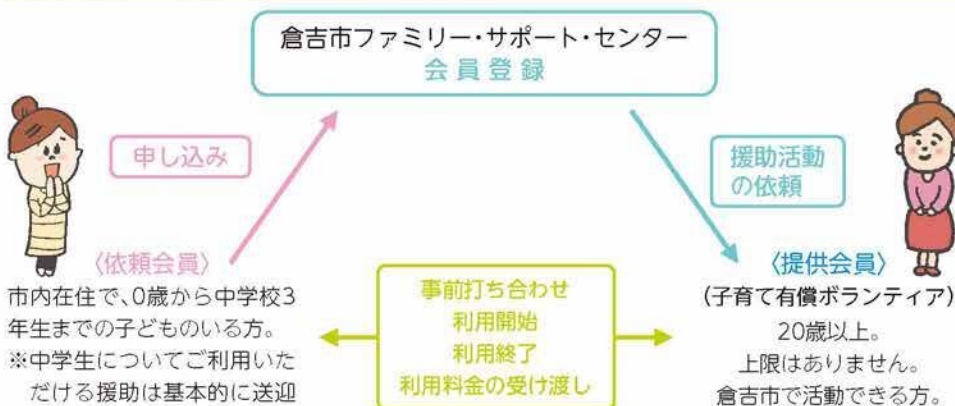 倉吉市ファミリー・サポート・センター
会員登録
申し込み
援助活動
の依頼
〈依頼会員〉
市内在住で、0歳から中学校3
年生までの子どものいる方。
※中学生についてご利用いた
だける援助は基本的に送迎
事前打ち合わせ
利用開始
利用終了
利用料金の受け渡し
〈提供会員〉
(子育て有償ボランティア)
20歳以上。
上限はありません。
倉吉市で活動できる方。